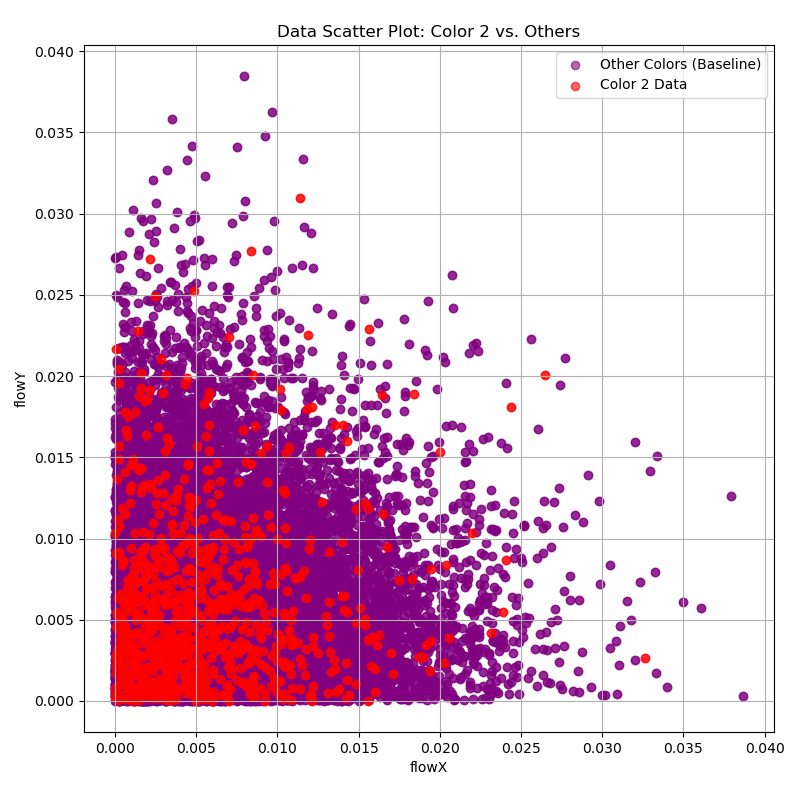 Data Scatter Plot: Color 2 vs. Others
Other Colors (Baseline)
Color 2 Data
0.040
0.035
0.030
0.025
0.020
0.015
0.010
0.005
0.000
flowY
0.000 0.005 0.010 0.015 0.020 0.025 0.030 0.035 0.040
flowX